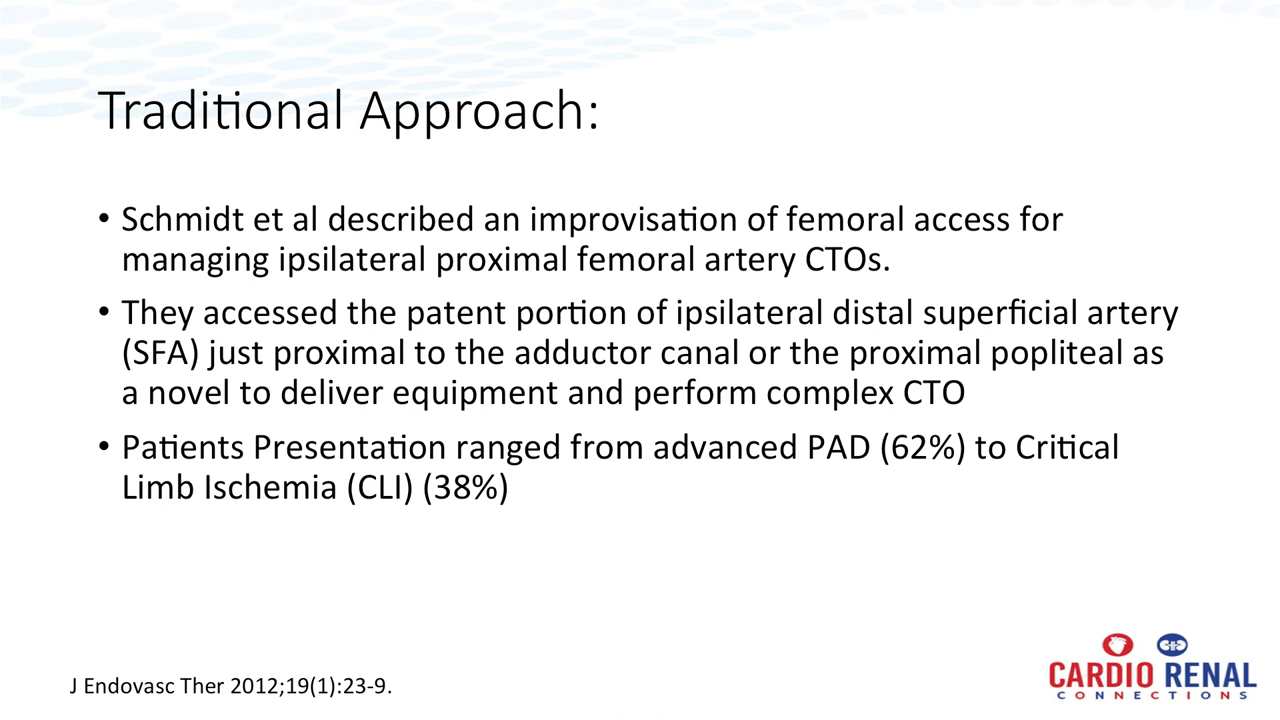 Traditional Approach:
• Schmidt et al described an improvisation of femoral access for
managing ipsilateral proximal femoral artery CTOs.
• They accessed the patent portion of ipsilateral distal superficial artery
(SFA) just proximal to the adductor canal or the proximal popliteal as
a novel to deliver equipment and perform complex CTO
• Patients Presentation ranged from advanced PAD (62%) to Critical
Limb Ischemia (CLI) (38%)
J Endovasc Ther 2012;19(1):23-9.
CARDIO RENAL
CONNECTIONS